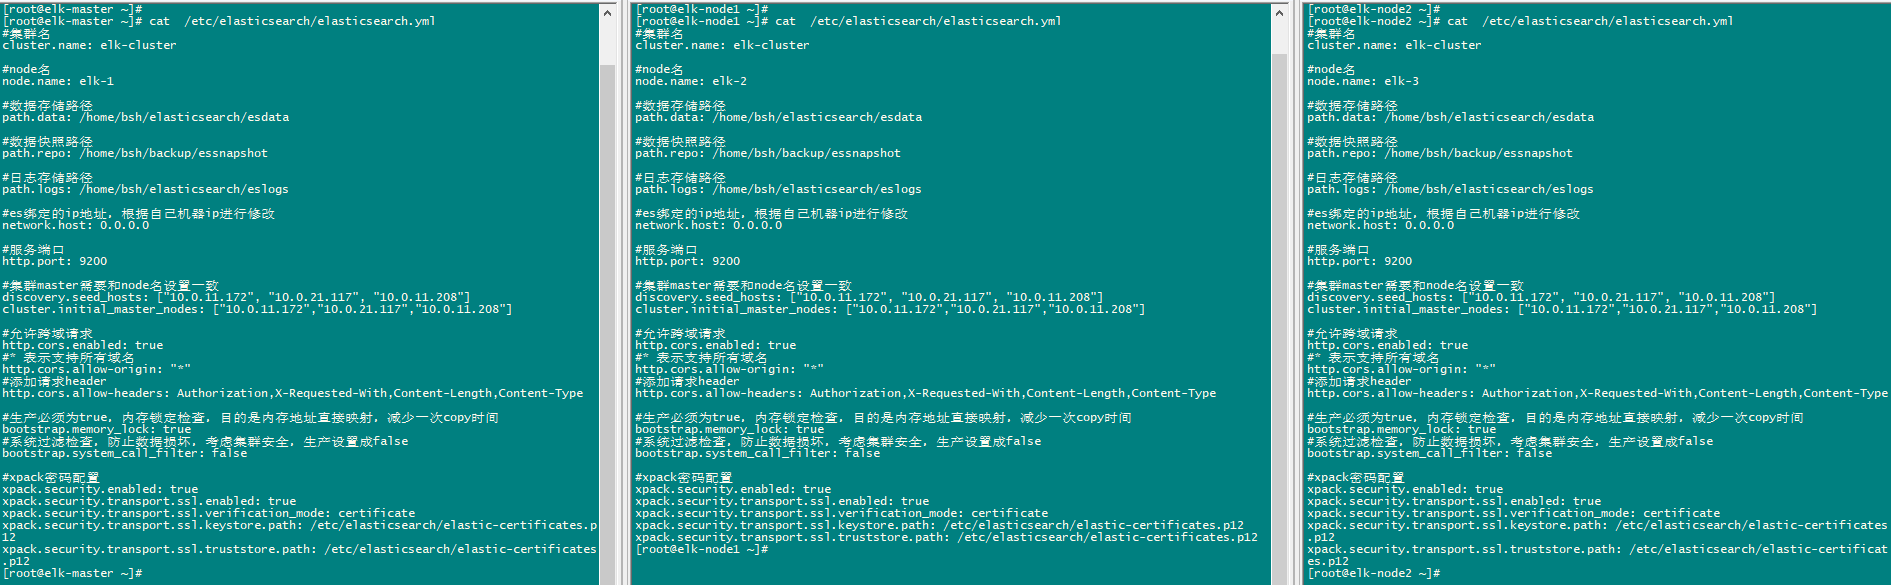 [root@elk-master ~]#
[root@elk-master ~]# cat  /etc/elasticsearch/elasticsearch.yml
#集群名
cluster.name: elk-cluster
#node名
node.name: elk-1
#数据存储路径
path.data: /home/bsh/elasticsearch/esdata
#数据快照路径
path.repo: /home/bsh/backup/essnapshot
#日志存储路径
path.logs: /home/bsh/elasticsearch/eslogs
#es绑定的ip地址，根据自己机器ip进行修改
network.host: 0.0.0.0
#服务端口
http.port: 9200
#集群master需要和node名设置一致
discovery.seed_hosts: ["10.0.11.172", "10.0.21.117", "10.0.11.208"]
cluster.initial_master_nodes: ["10.0.11.172","10.0.21.117","10.0.11.208"]
#允许跨域请求
http.cors.enabled: true
#* 表示支持所有域名
http.cors.allow-origin: "*"
#添加请求header
http.cors.allow-headers: Authorization,X-Requested-With,Content-Length,Content-Type
#生产必须为true，内存锁定检查，目的是内存地址直接映射，减少一次copy时间
bootstrap.memory_lock: true
#系统过滤检查，防止数据损坏，考虑集群安全，生产设置成false
bootstrap.system_call_filter: false
#xpack密码配置
xpack.security.enabled: true
xpack.security.transport.ssl.enabled: true
xpack.security.transport.ssl.verification_mode: certificate
xpack.security.transport.ssl.keystore.path: /etc/elasticsearch/elastic-certificates.p
12
xpack.security.transport.ssl.truststore.path: /etc/elasticsearch/elastic-certificates
.p12
[root@elk-master ~]#
[root@elk-node1 ~]#
[root@elk-node1 ~]# cat  /etc/elasticsearch/elasticsearch.yml
#集群名
cluster.name: elk-cluster
#node名
node.name: elk-2
#数据存储路径
path.data: /home/bsh/elasticsearch/esdata
#数据快照路径
path.repo: /home/bsh/backup/essnapshot
#日志存储路径
path.logs: /home/bsh/elasticsearch/eslogs
#es绑定的ip地址，根据自己机器ip进行修改
network.host: 0.0.0.0
#服务端口
http.port: 9200
#集群master需要和node名设置一致
discovery.seed_hosts: ["10.0.11.172", "10.0.21.117", "10.0.11.208"]
cluster.initial_master_nodes: ["10.0.11.172","10.0.21.117","10.0.11.208"]
#允许跨域请求
http.cors.enabled: true
#* 表示支持所有域名
http.cors.allow-origin: "*"
#添加请求header
http.cors.allow-headers: Authorization,X-Requested-With,Content-Length,Content-Type
#生产必须为true，内存锁定检查，目的是内存地址直接映射，减少一次copy时间
bootstrap.memory_lock: true
#系统过滤检查，防止数据损坏，考虑集群安全，生产设置成false
bootstrap.system_call_filter: false
#xpack密码配置
xpack.security.enabled: true
xpack.security.transport.ssl.enabled: true
xpack.security.transport.ssl.verification_mode: certificate
xpack.security.transport.ssl.keystore.path: /etc/elasticsearch/elastic-certificates.p12
xpack.security.transport.ssl.truststore.path: /etc/elasticsearch/elastic-certificates.p12
[root@elk-node1 ~]#
[root@elk-node2 ~]#
[root@elk-node2 ~]# cat  /etc/elasticsearch/elasticsearch.yml
#集群名
cluster.name: elk-cluster
#node名
node.name: elk-3
#数据存储路径
path.data: /home/bsh/elasticsearch/esdata
#数据快照路径
path.repo: /home/bsh/backup/essnapshot
#日志存储路径
path.logs: /home/bsh/elasticsearch/eslogs
#es绑定的ip地址，根据自己机器ip进行修改
network.host: 0.0.0.0
#服务端口
http.port: 9200
#集群master需要和node名设置一致
discovery.seed_hosts: ["10.0.11.172", "10.0.21.117", "10.0.11.208"]
cluster.initial_master_nodes: ["10.0.11.172","10.0.21.117","10.0.11.208"]
#允许跨域请求
http.cors.enabled: true
#* 表示支持所有域名
http.cors.allow-origin: "*"
#添加请求header
http.cors.allow-headers: Authorization,X-Requested-With,Content-Length,Content-Type
#生产必须为true，内存锁定检查，目的是内存地址直接映射，减少一次copy时间
bootstrap.memory_lock: true
#系统过滤检查，防止数据损坏，考虑集群安全，生产设置成false
bootstrap.system_call_filter: false
#xpack密码配置
xpack.security.enabled: true
xpack.security.transport.ssl.enabled: true
xpack.security.transport.ssl.verification_mode: certificate
xpack.security.transport.ssl.keystore.path: /etc/elasticsearch/elastic-certificates
.p12
xpack.security.transport.ssl.truststore.path: /etc/elasticsearch/elastic-certificat
es.p12
[root@elk-node2 ~]#